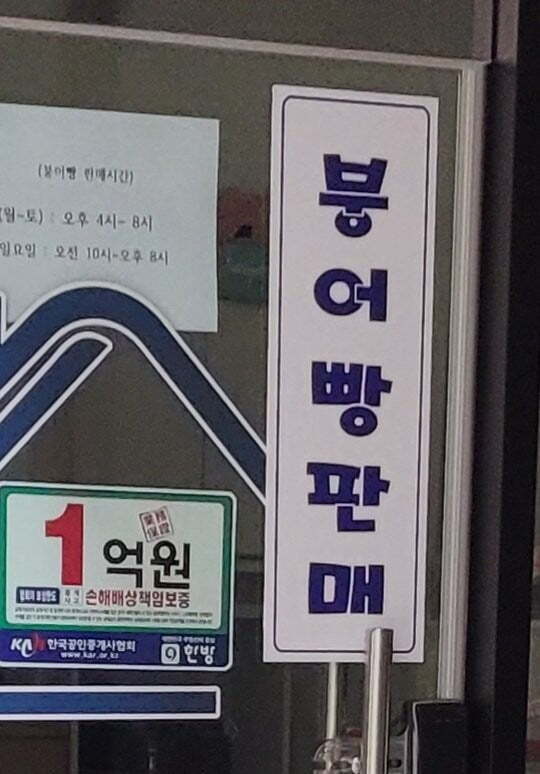 (붕어빵 판매시간)
(월~토) : 오후 4시~ 8시
일요일 : 오전 10시~오후 8시
붕어빵판매
1억원
손해배상책임보증
한국공인중개사협회
www.kar.or.kr
한방